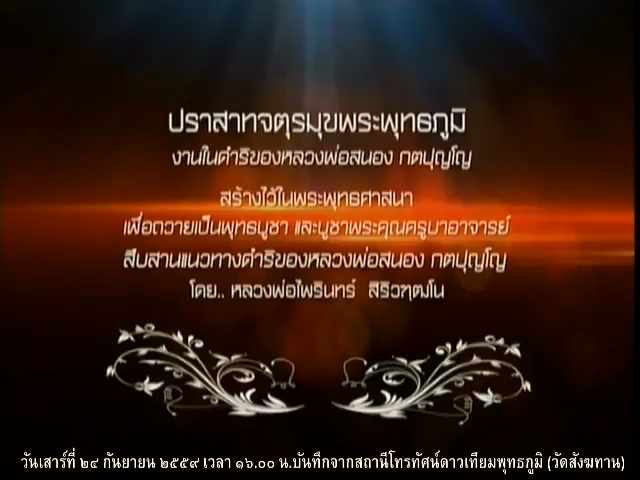 ปราสาทจตุรมุขพระพุทธภูมิ
งานในดำริของหลวงพ่อสนอง กตปุญโญ
สร้างไว้ในพระพุทธศาสนา
เพื่อถวายเป็นพุทธบูชา และบูชาพระคุณครูบาอาจารย์
สืบสานแนวทางดำริของหลวงพ่อสนอง กตปุญโญ
โดย.. หลวงพ่อไพรินทร์ สิริวฑฺฒโน
วันเสาร์ที่ ๒๔ กันยายน ๒๕๕๙ เวลา ๑๖.๐๐ น.บันทึกจากสถานีโทรทัศน์ดาวเทียมพุทธภูมิ (วัดสังฆทาน)